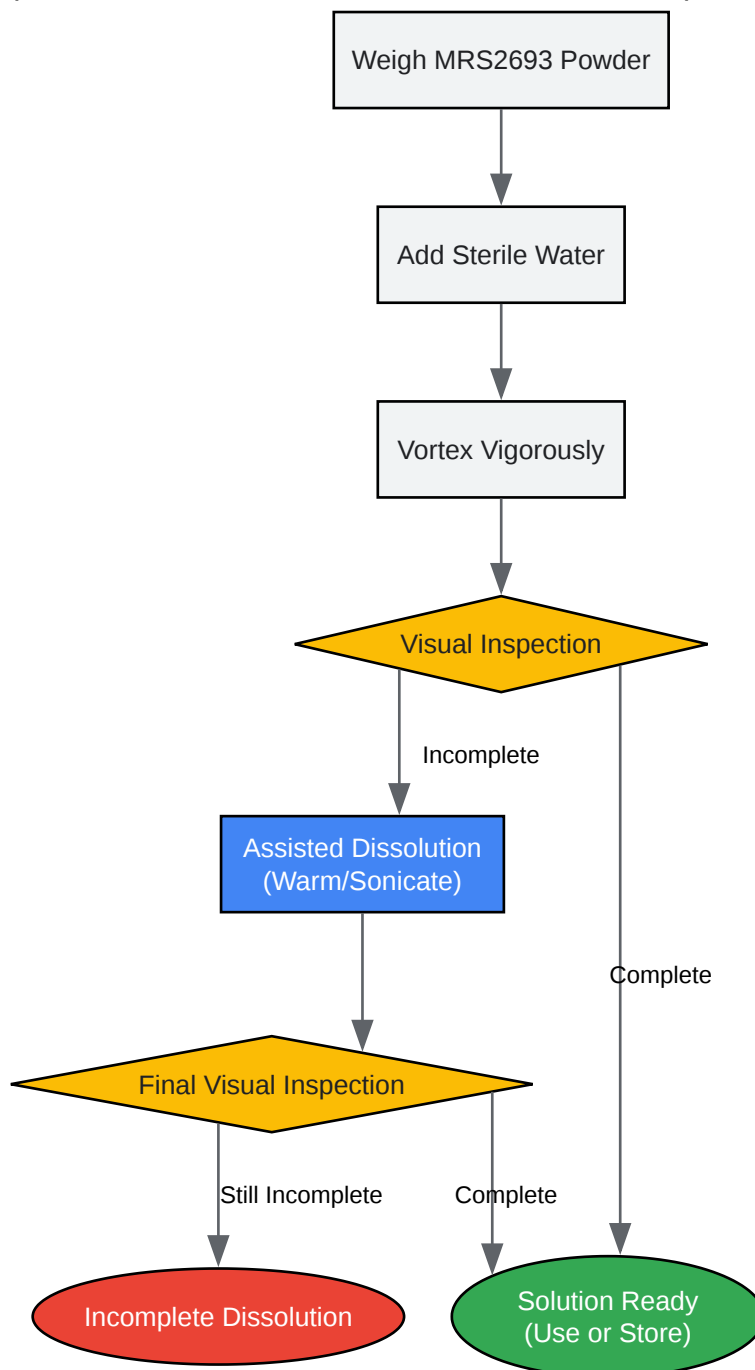 Weigh MRS2693 Powder
Add Sterile Water
Vortex Vigorously
Visual Inspection
Incomplete
Assisted Dissolution
(Warm/Sonicate)
Complete
Final Visual Inspection
Still Incomplete
Complete
Incomplete Dissolution
Solution Ready
(Use or Store)